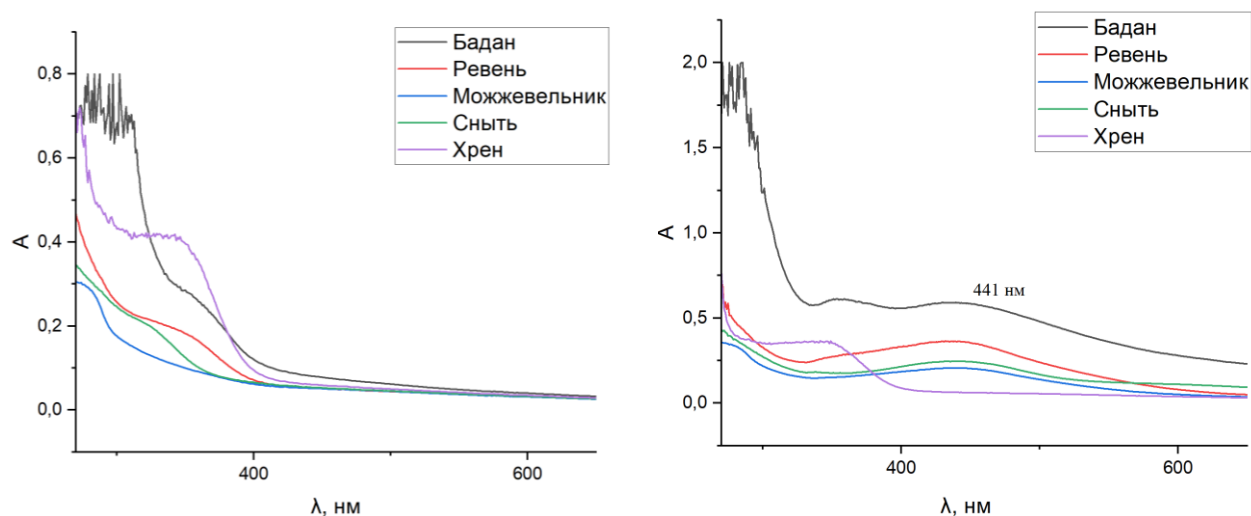 Бадан
Ревень
Можжевельник
Сныть
Хрен
0,8
0,6
0,4
0,2
0,0
A
400
600
λ, нм
Бадан
Ревень
Можжевельник
Сныть
Хрен
2,0
1,5
1,0
0,5
0,0
A
441 нм
400
600
λ, нм